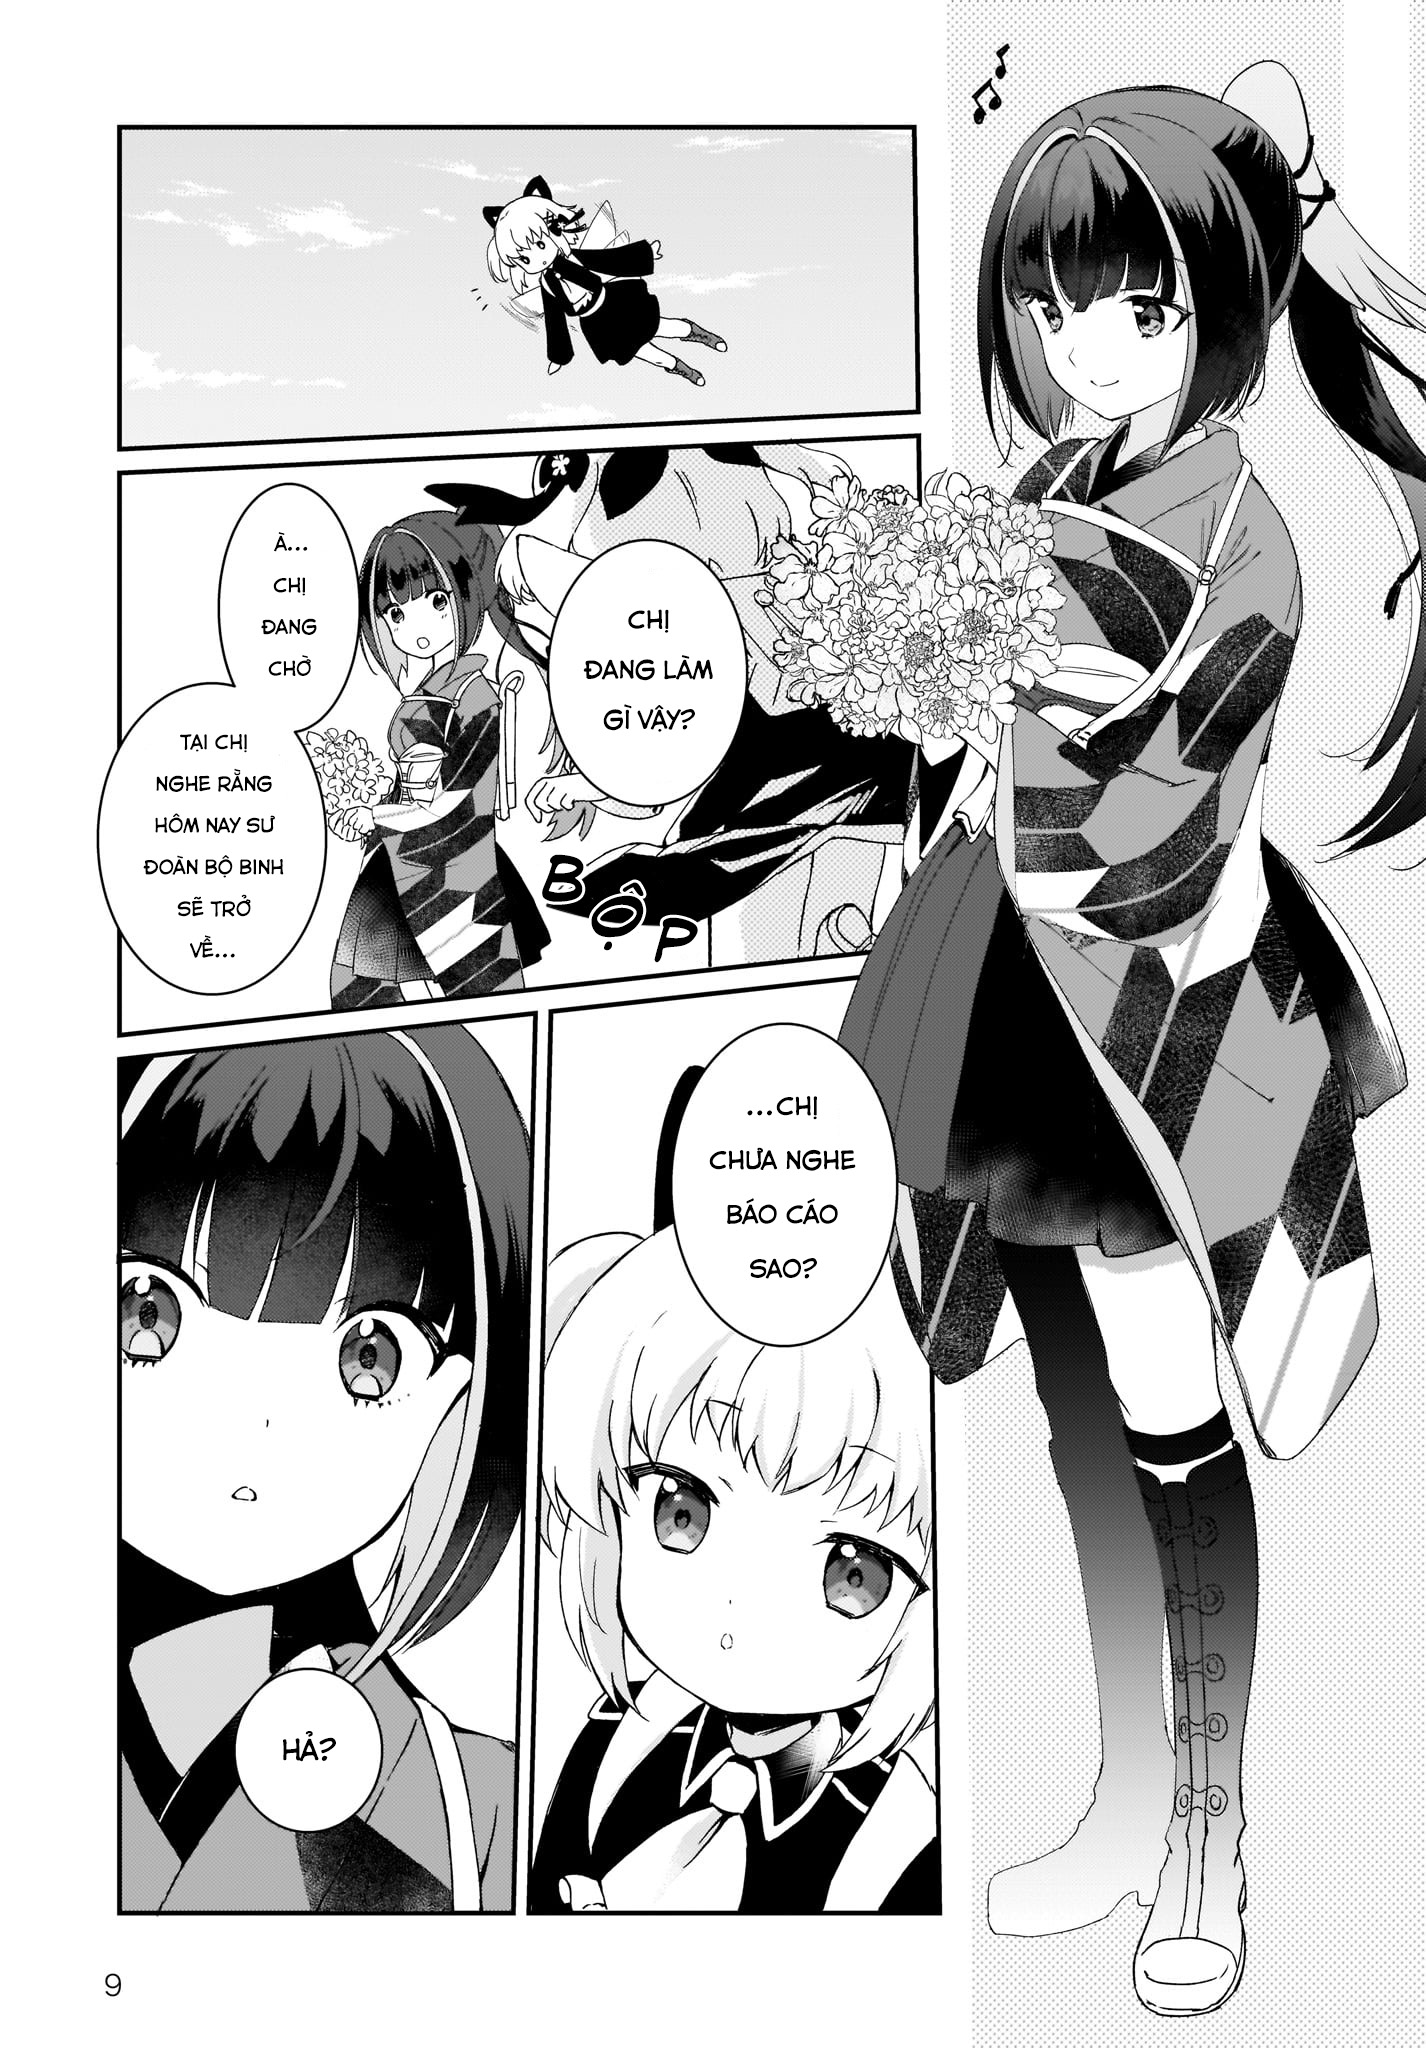 CHỊ
ĐANG LÀM
GÌ VẬY?
BỘP
À...
CHỊ
ĐANG
CHỜ
TẠI CHỊ
NGHE RẰNG
HÔM NAY SƯ
ĐOÀN BỘ BINH
SẼ TRỞ
VỀ...
...CHỊ
CHƯA NGHE
BÁO CÁO
SAO?
HẢ?
9